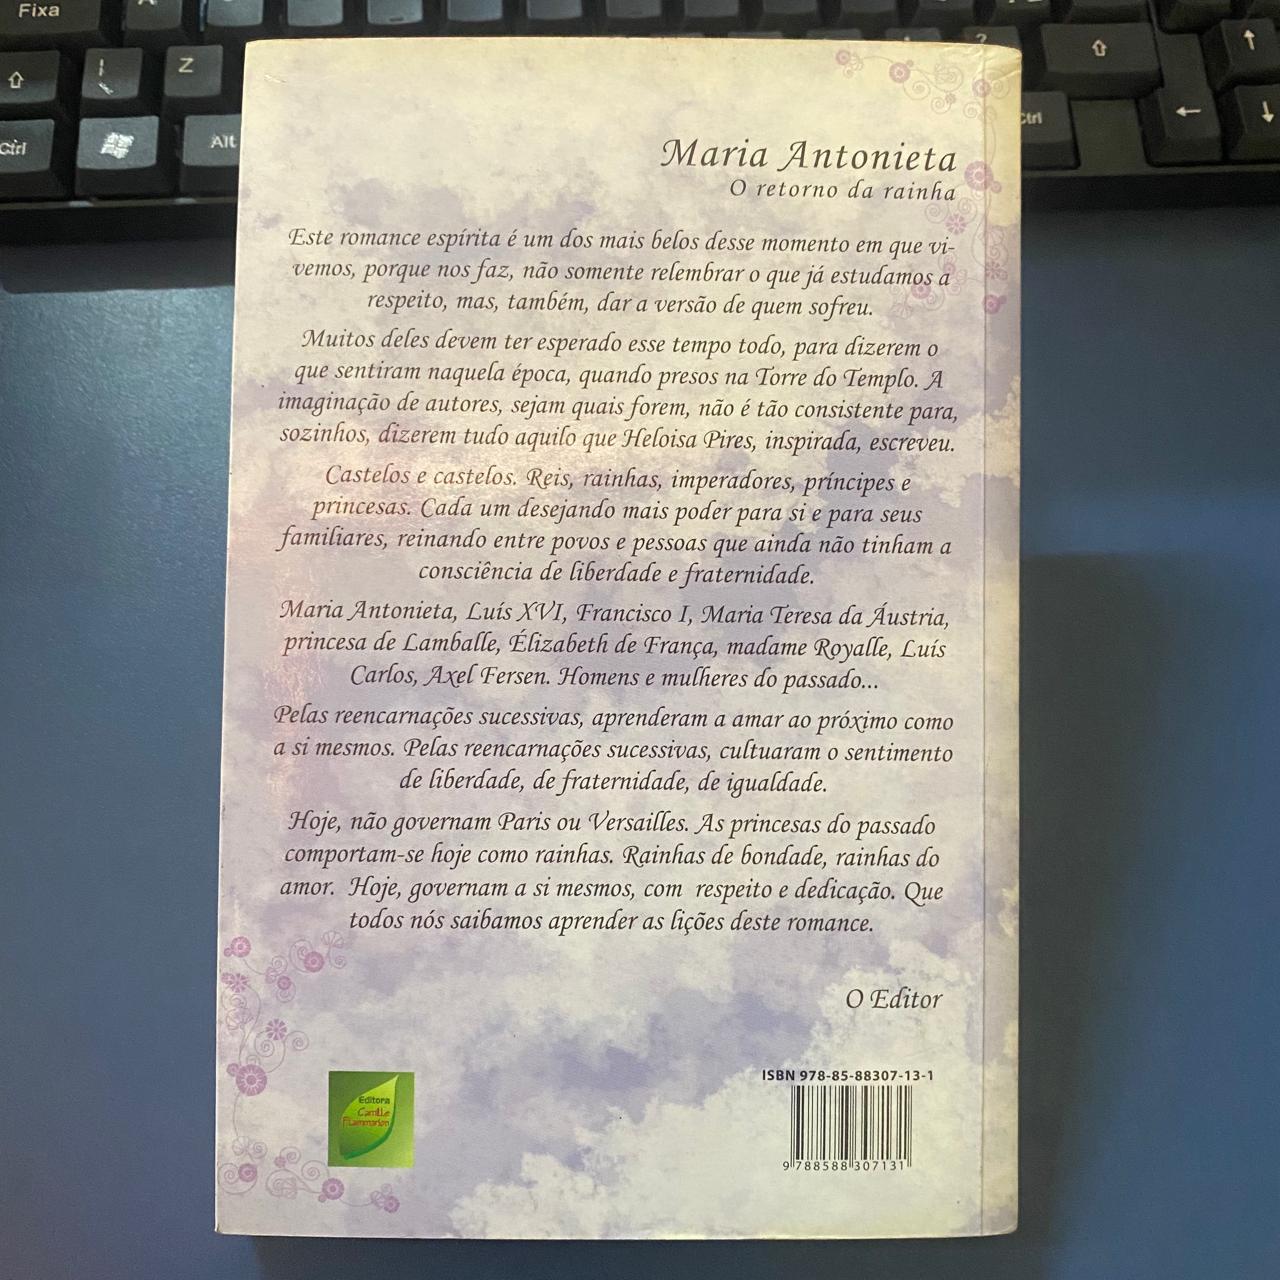 Fixa
Z
?
Ctrl
Alt
Ctrl
Maria Antonieta
O retorno da rainha
Este romance espírita é um dos mais belos desse momento em que vi-
vemos, porque nos faz, não somente relembrar o que já estudamos a
respeito, mas, também, dar a versão de quem sofreu.
Muitos deles devem ter esperado esse tempo todo, para dizerem o
que sentiram naquela época, quando presos na Torre do Templo. A
imaginação de autores, sejam quais forem, não é tão consistente para,
sozinhos, dizerem tudo aquilo que Heloisa Pires, inspirada, escreveu.
Castelos e castelos. Reis, rainhas, imperadores, príncipes e
princesas. Cada um desejando mais poder para si e para seus
familiares, reinando entre povos e pessoas que ainda não tinham a
consciência de liberdade e fraternidade.
Maria Antonieta, Luís XVI, Francisco I, Maria Teresa da Áustria,
princesa de Lamballe, Élizabeth de França, madame Royalle, Luís
Carlos, Axel Fersen. Homens e mulheres do passado...
Pelas reencarnações sucessivas, aprenderam a amar ao próximo como
a si mesmos. Pelas reencarnações sucessivas, cultuaram o sentimento
de liberdade, de fraternidade, de igualdade.
Hoje, não governam Paris ou Versailles. As princesas do passado
comportam-se hoje como rainhas. Rainhas de bondade, rainhas do
amor. Hoje, governam a si mesmos, com respeito e dedicação. Que
todos nós saibamos aprender as lições deste romance.
O Editor
Editora
Camille
Flammarion
ISBN 978-85-88307-13-1
9 788588 307131